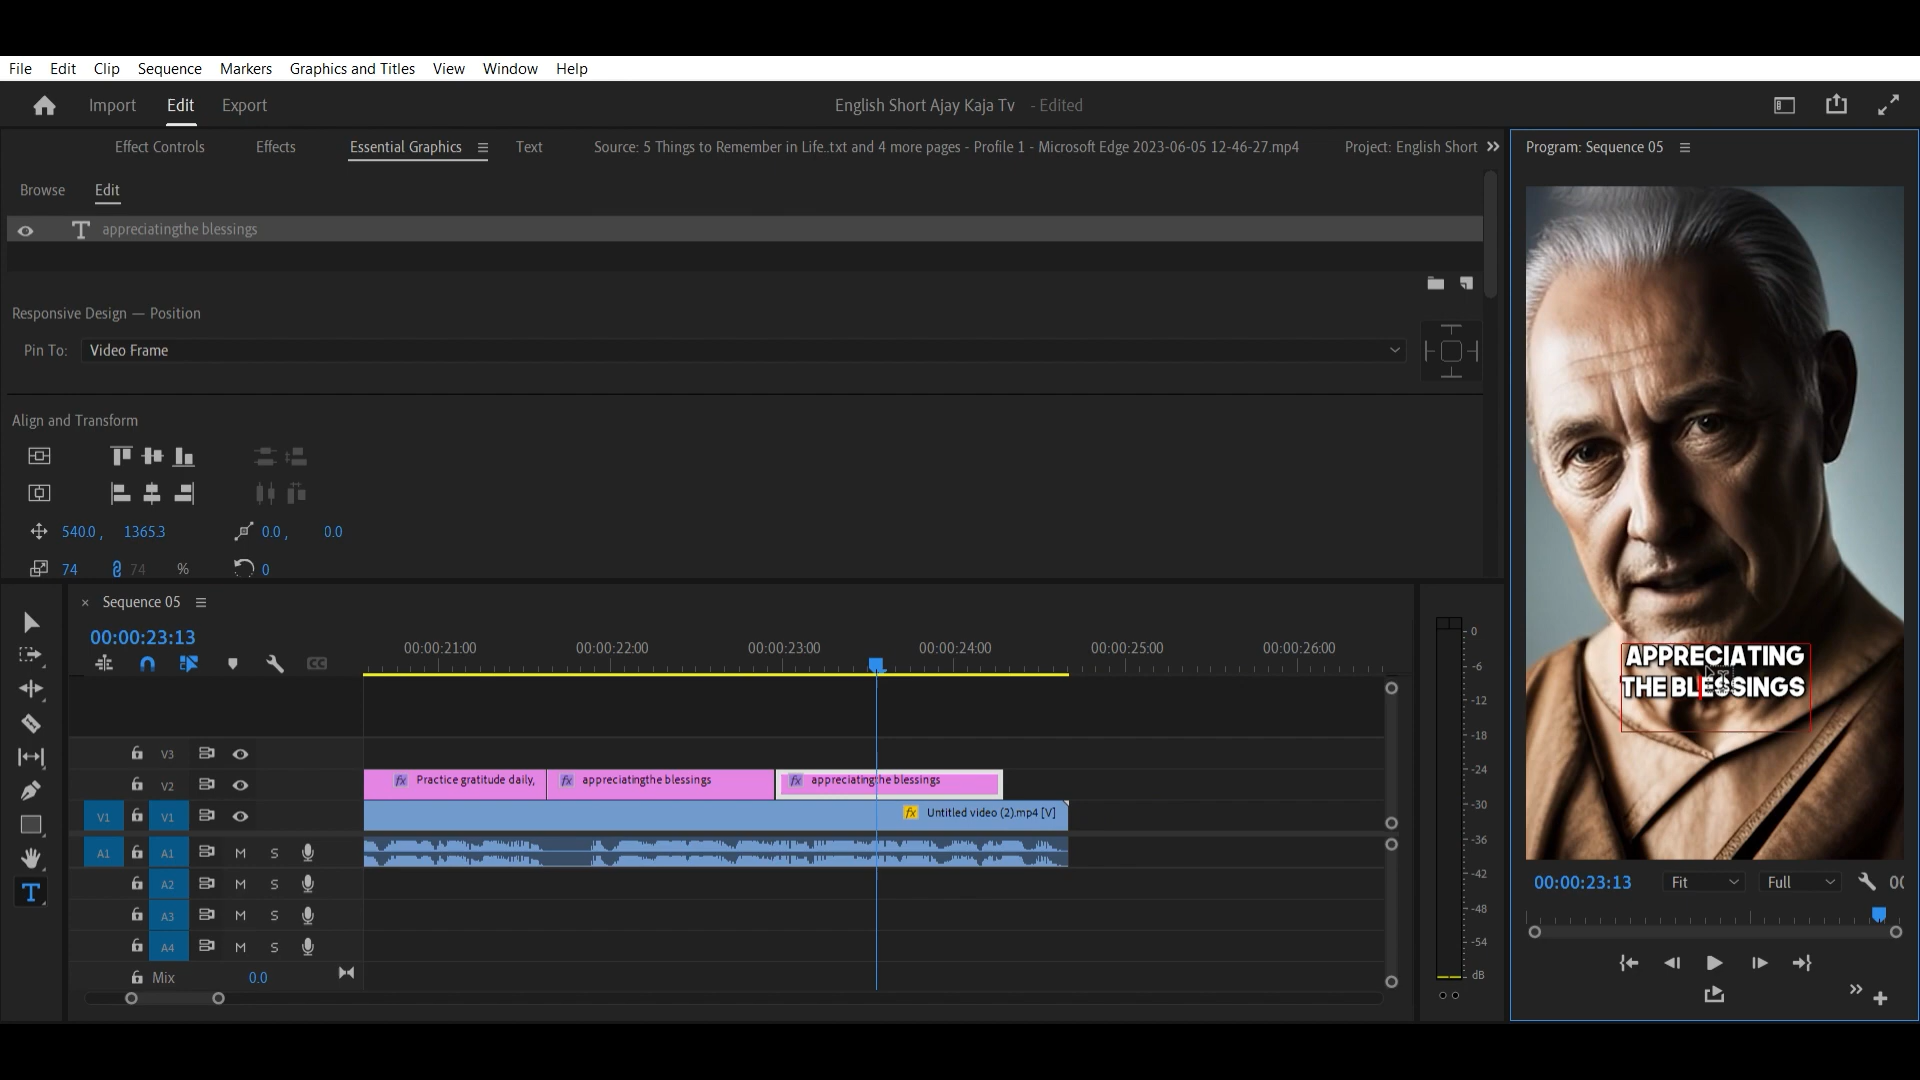 File Edit Clip Sequence Markers Graphics and Titles View Window Help
Import Edit Export English Short Ajay Kaja Tv - Edited
Effect Controls Effects Essential Graphics Text Source: 5 Things to Remember in Life..txt and 4 more pages - Profile 1 - Microsoft Edge 2023-06-05 12-46-27.mp4 Project: English Short Program: Sequence 05
Browse Edit
appreciatingthe blessings
Responsive Design — Position
Pin To: Video Frame
Align and Transform
540.0 , 1365.3 0.0 , 0.0
74 74 % 0
APPRECIATING
THE BLESSINGS
× Sequence 05
00:00:23:13
00:00:21:00 00:00:22:00 00:00:23:00 00:00:24:00 00:00:25:00 00:00:26:00
V3
V2 fx Practice gratitude daily, fx appreciatingthe blessings fx appreciatingthe blessings
V1 V1 fx Untitled video (2).mp4 [V]
A1 A1 M S
A2 M S
A3 M S
A4 M S
Mix 0.0
0
-6
-12
-18
-24
-30
-36
-42
-48
-54
dB
00:00:23:13 Fit Full 00